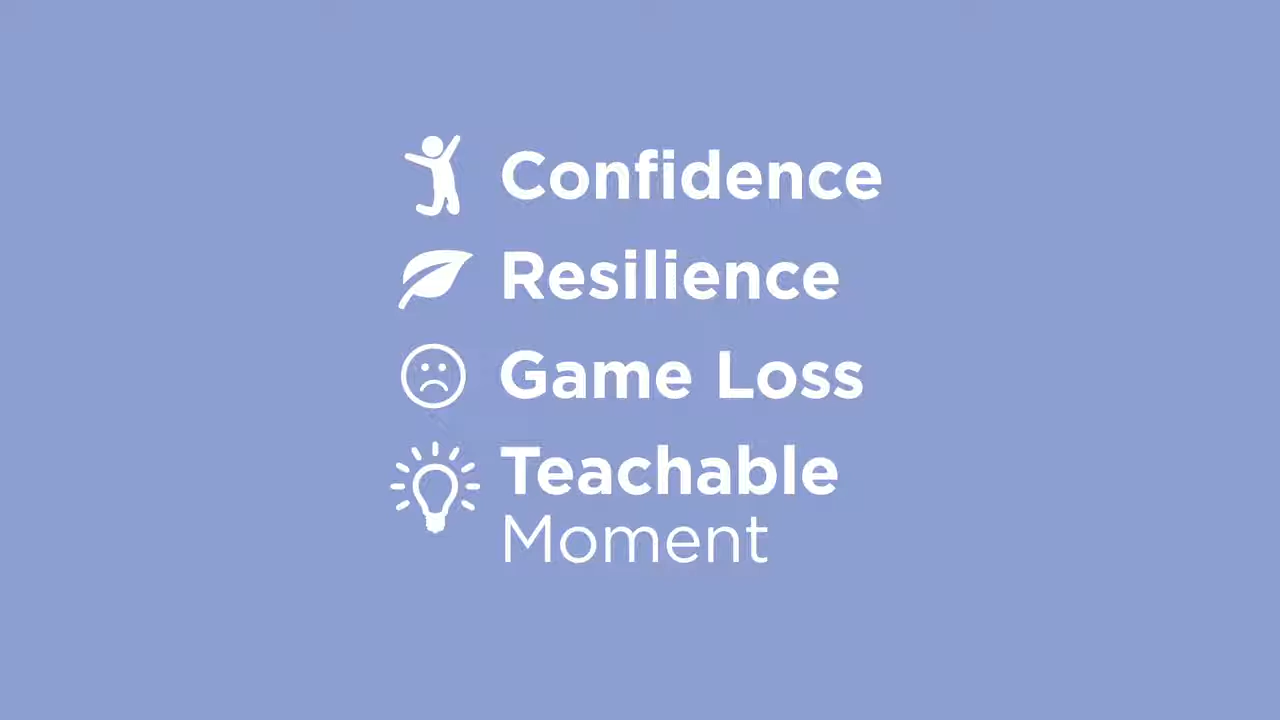 Confidence
Resilience
Game Loss
Teachable
Moment